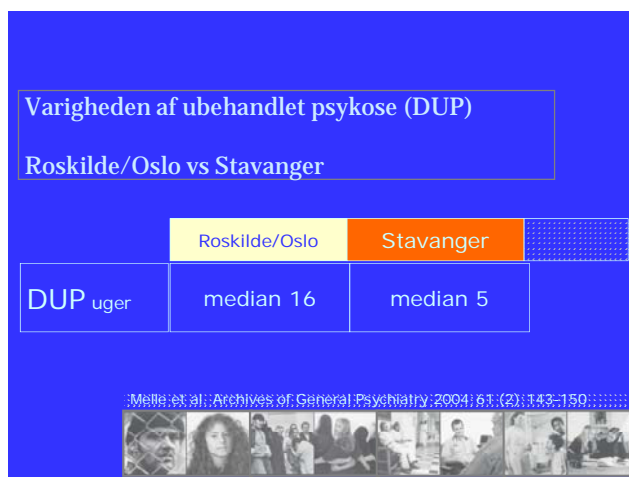 Varigheden af ubehandlet psykose (DUP)
Roskilde/Oslo vs Stavanger
Roskilde/Oslo Stavanger
DUP uger median 16 median 5
Melle et al. Archives of General Psychiatry 2004; 61 (2): 143–150